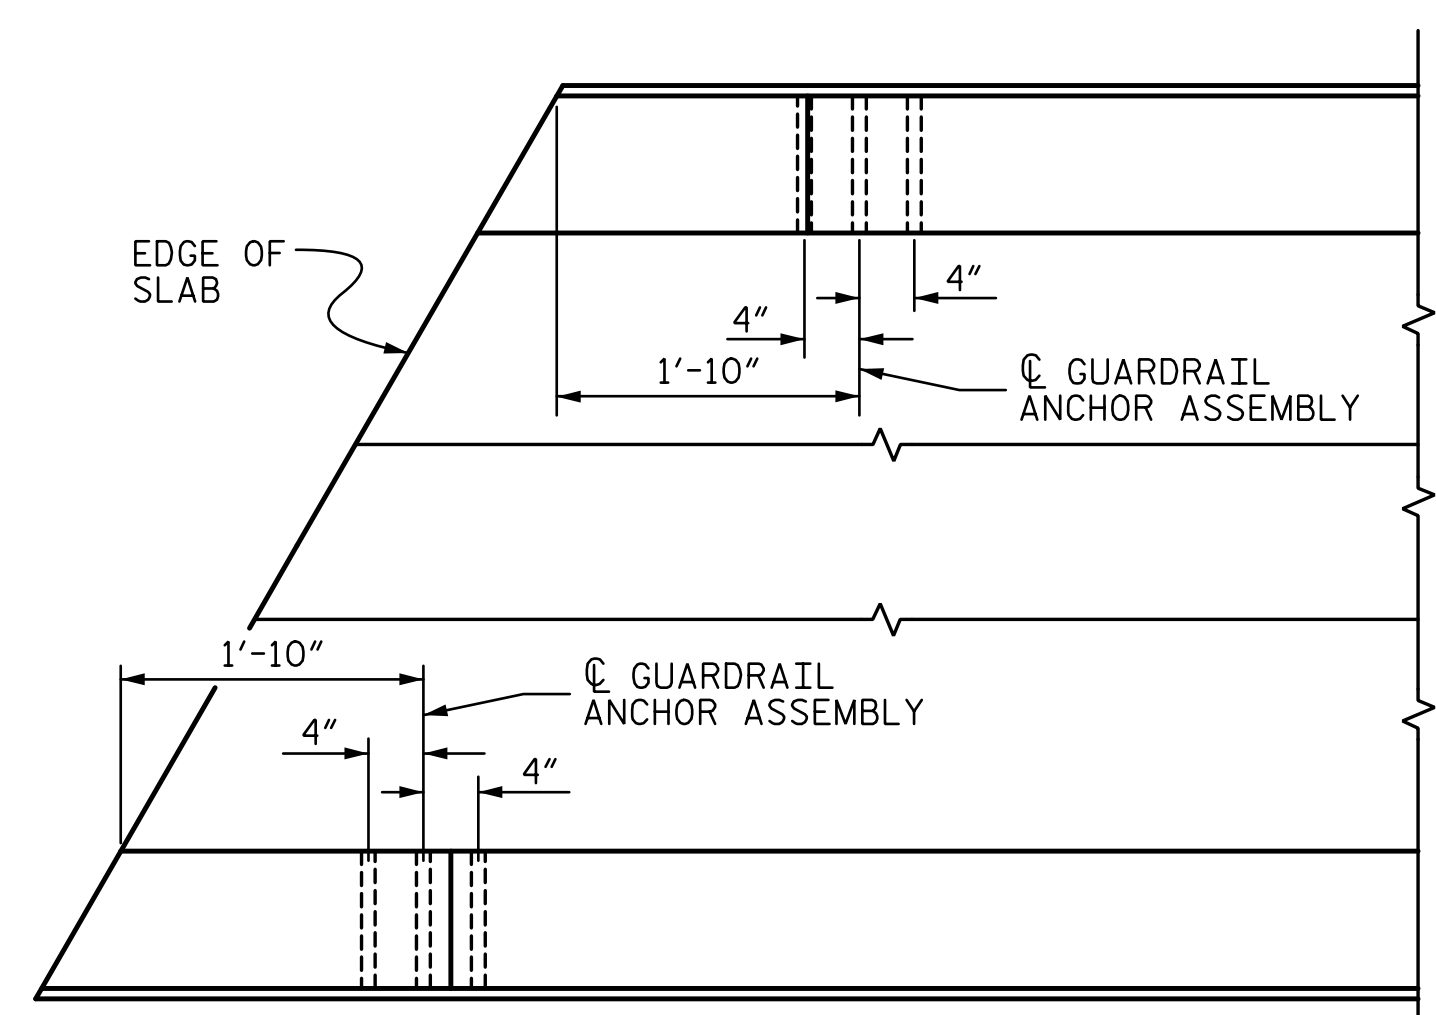 EDGE OF
SLAB
4"
4"
1'-10"
℄ GUARDRAIL
ANCHOR ASSEMBLY
1'-10"
℄ GUARDRAIL
ANCHOR ASSEMBLY
4"
4"